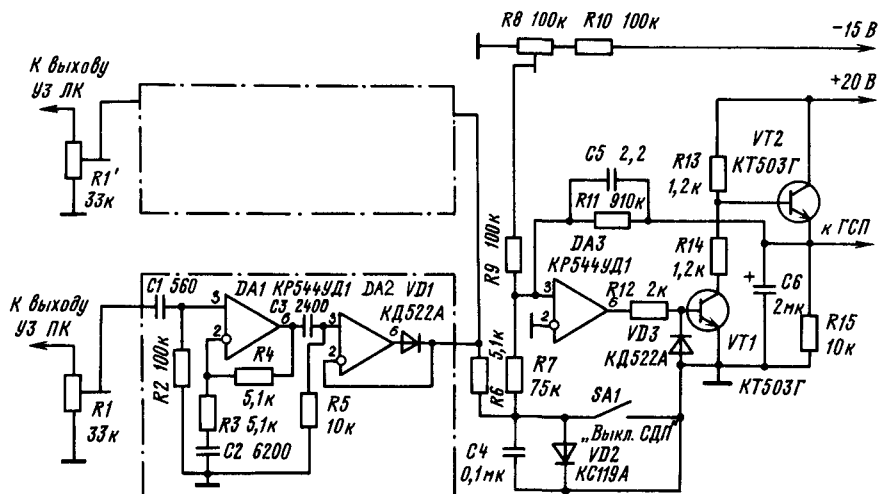 R8 100к R10 100к
−15 В
К выходу
УЗ ЛК
+20 В
R1'
33к
C5 2,2
R11 910к
R13
1,2к
VT2
КТ503Г
R9 100к
DA3
КР544УД1
к ГСП
R14
1,2к
К выходу
УЗ ПК
C1 560
DA1 КР544УД1
C3 2400
DA2 VD1
КД522А
3
2
6
3
2
6
3
2
6
R12 2к
+
C6
2мк
R15
10к
R2 100к
R4
5,1к
R6 5,1к
R7
75к
VD3
КД522А
VT1
КТ503Г
R1
33к
R3 5,1к
C2 6200
R5
10к
SA1
„Выкл. СДП"
C4
0,1мк
VD2
КС119А